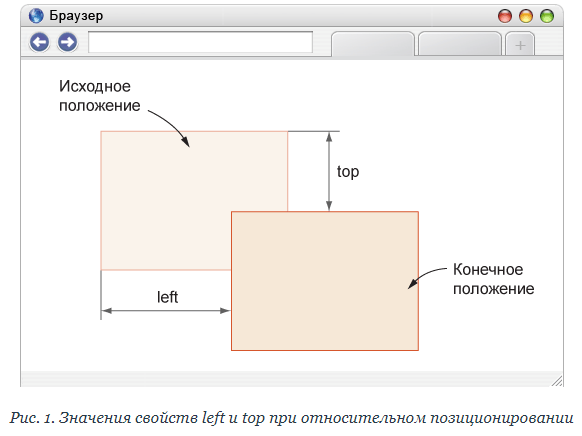 Браузер
+
Исходное
положение
top
left
Конечное
положение
Рис. 1. Значения свойств left и top при относительном позиционировании